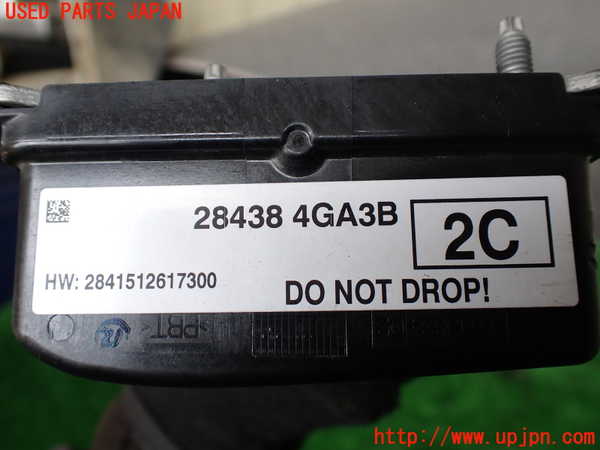 USED PARTS JAPAN
28438 4GA3B
2C
HW: 2841512617300
DO NOT DROP!
>PBT<
http://www.upjpn.com/